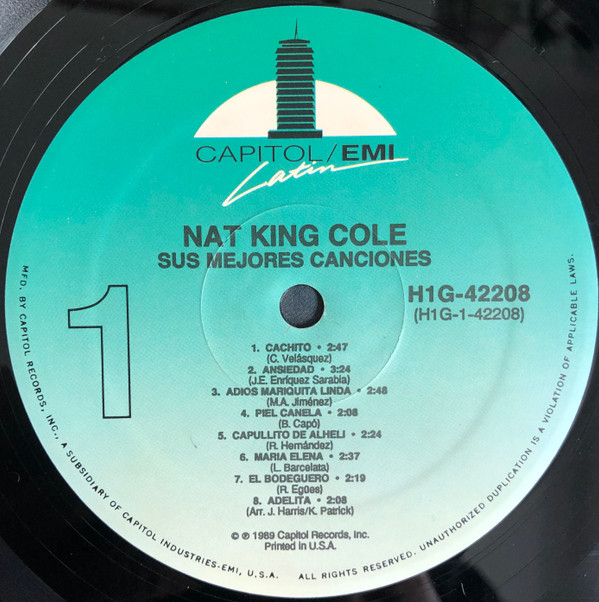 CAPITOL/EMI
Latin
NAT KING COLE
SUS MEJORES CANCIONES
1
H1G-42208
(H1G-1-42208)
1. CACHITO • 2:47
(C. Velásquez)
2. ANSIEDAD • 3:24
(J.E. Enríquez Sarabia)
3. ADIOS MARIQUITA LINDA • 2:48
(M.A. Jiménez)
4. PIEL CANELA • 2:08
(B. Capó)
5. CAPULLITO DE ALHELI • 2:24
(R. Hernández)
6. MARIA ELENA • 2:37
(L. Barcelata)
7. EL BODEGUERO • 2:19
(R. Egües)
8. ADELITA • 2:08
(Arr. J. Harris/K. Patrick)
© ℗ 1989 Capitol Records, Inc.
Printed in U.S.A.
MFD. BY CAPITOL RECORDS, INC., A SUBSIDIARY OF CAPITOL INDUSTRIES-EMI, U.S.A. ALL RIGHTS RESERVED. UNAUTHORIZED DUPLICATION IS A VIOLATION OF APPLICABLE LAWS.